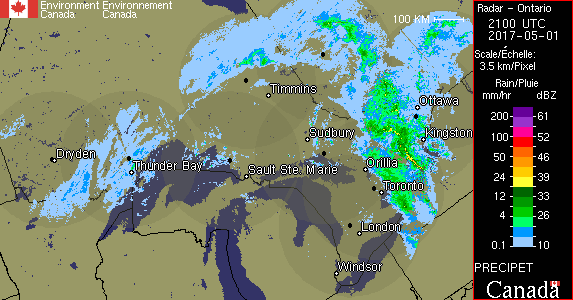 Environment Environnement
Canada Canada
100 KM
Timmins
Ottawa
Sudbury
Kingston
Dryden
Thunder Bay
Sault Ste. Marie
Orillia
Toronto
London
Windsor
Radar - Ontario
2100 UTC
2017-05-01
Scale/Échelle:
3.5 km/Pixel
Rain/Pluie
mm/hr dBZ
200 61
100 52
50 46
24 39
12 33
4 26
0.1 10
PRECIPET
Canada